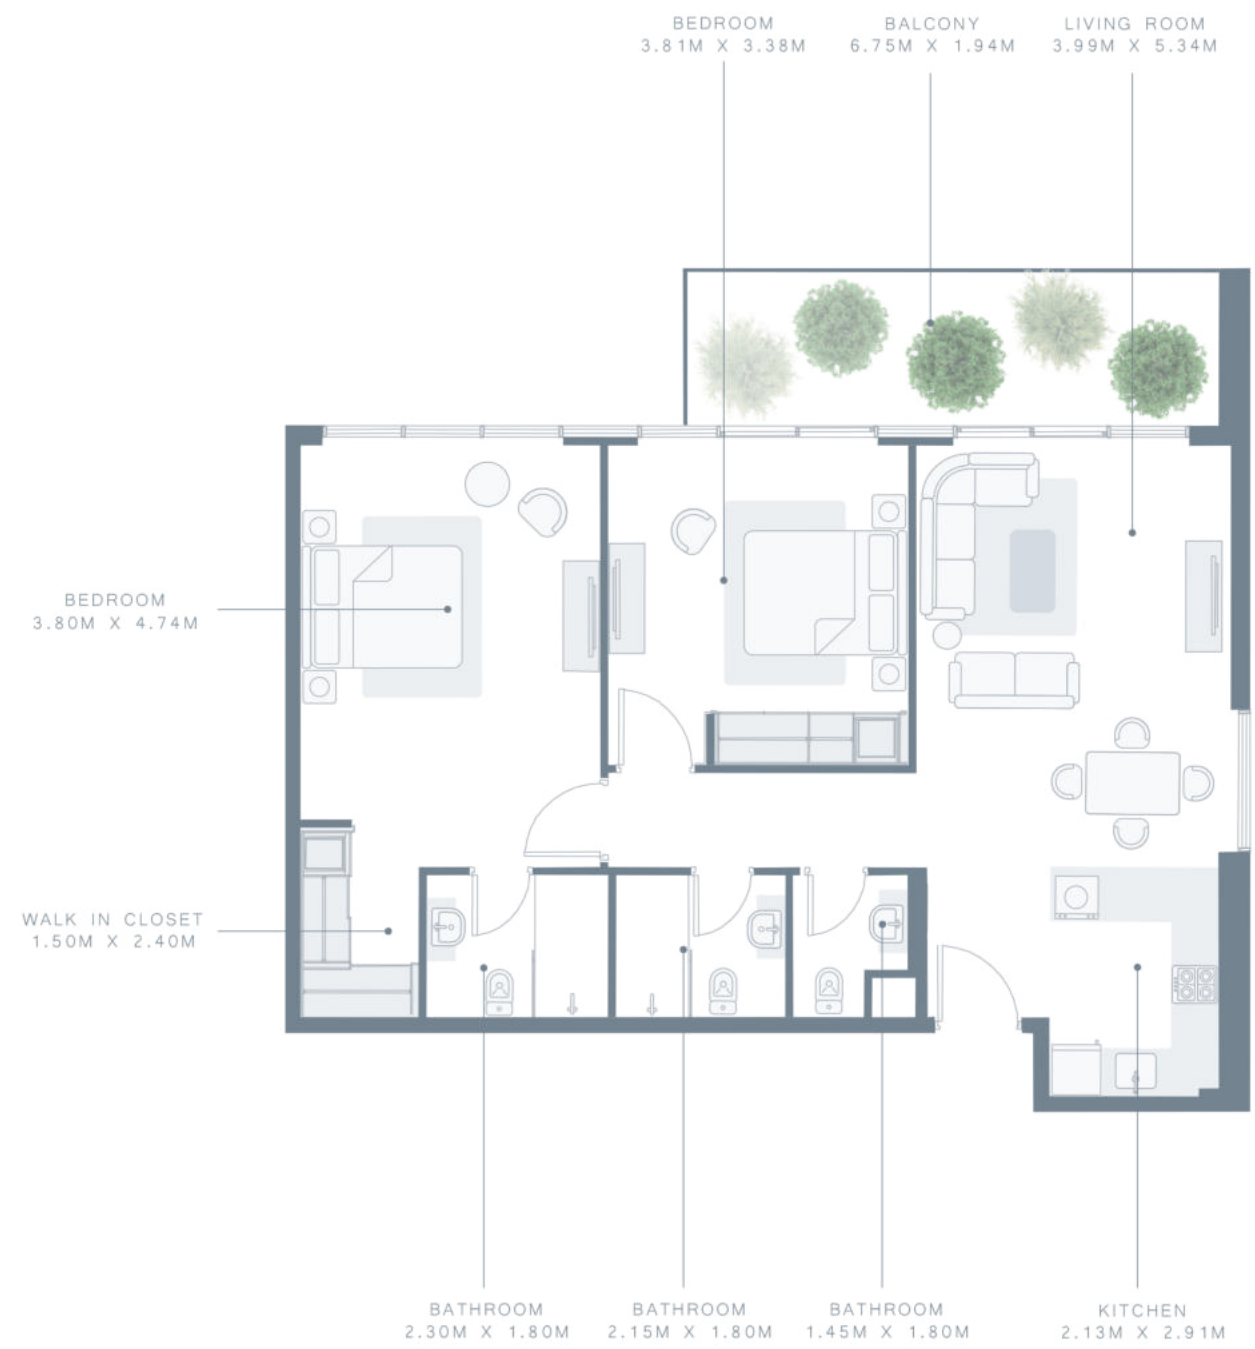 BEDROOM
3.81M X 3.38M
BALCONY
6.75M X 1.94M
LIVING ROOM
3.99M X 5.34M
BEDROOM
3.80M X 4.74M
WALK IN CLOSET
1.50M X 2.40M
BATHROOM
2.30M X 1.80M
BATHROOM
2.15M X 1.80M
BATHROOM
1.45M X 1.80M
KITCHEN
2.13M X 2.91M